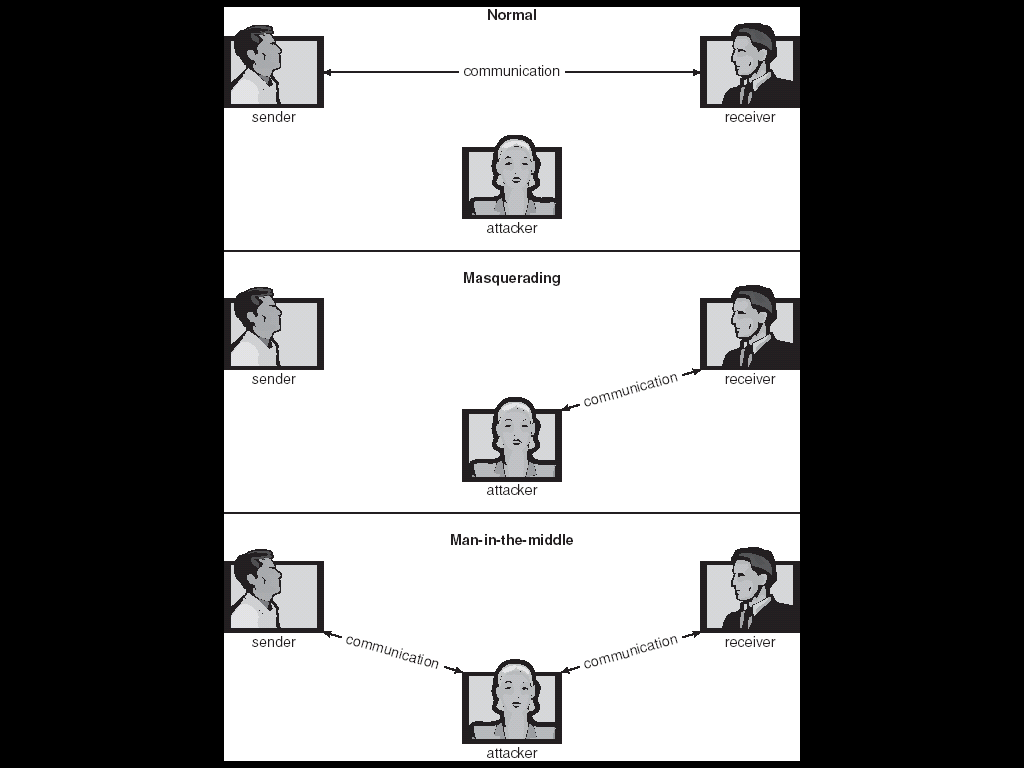 Normal
communication
sender
receiver
attacker
Masquerading
sender
receiver
communication
attacker
Man-in-the-middle
sender
receiver
communication
communication
attacker